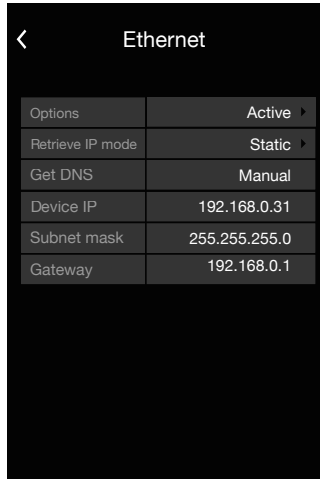 Ethernet
Options Active
Retrieve IP mode Static
Get DNS Manual
Device IP 192.168.0.31
Subnet mask 255.255.255.0
Gateway 192.168.0.1